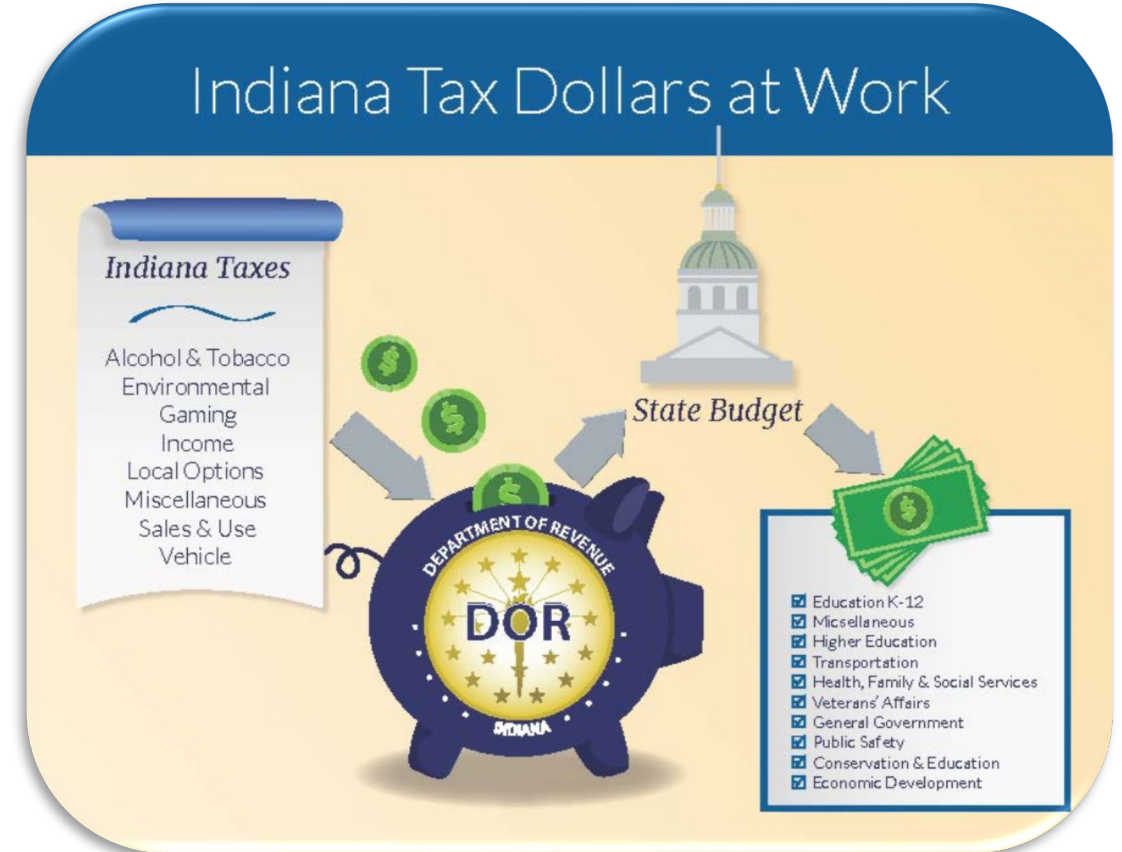 Indiana Tax Dollars at Work
Indiana Taxes
Alcohol & Tobacco
Environmental
Gaming
Income
Local Options
Miscellaneous
Sales & Use
Vehicle
DEPARTMENT OF REVENUE
DOR
INDIANA
State Budget
Education K-12
Micsellaneous
Higher Education
Transportation
Health, Family & Social Services
Veterans' Affairs
General Government
Public Safety
Conservation & Education
Economic Development